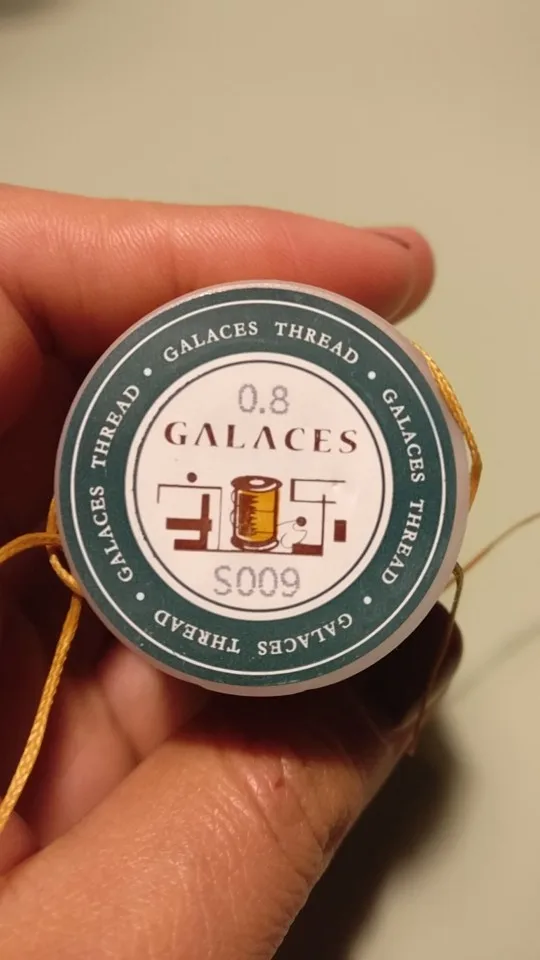 0.8
GALACES
S009
GALACES THREAD • GALACES THREAD • GALACES THREAD • GALACES THREAD •